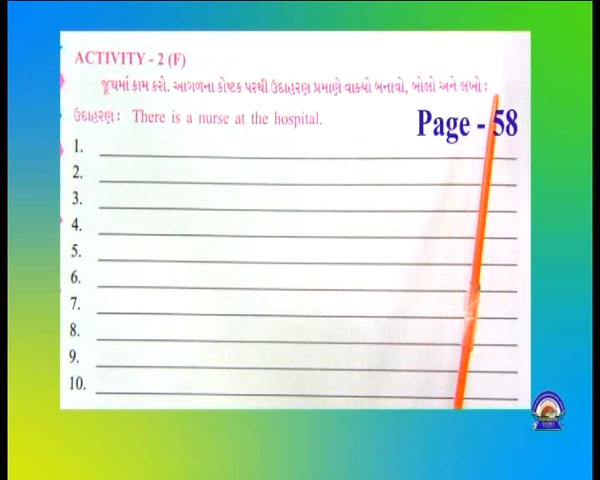 ACTIVITY - 2 (F)
જૂથમાં કામ કરો. આગળના કોષ્ટક પરથી ઉદાહરણ પ્રમાણે વાક્યો બનાવો, બોલો અને લખો :
ઉદાહરણ : There is a nurse at the hospital.
Page - 58
1.
2.
3.
4.
5.
6.
7.
8.
9.
10.